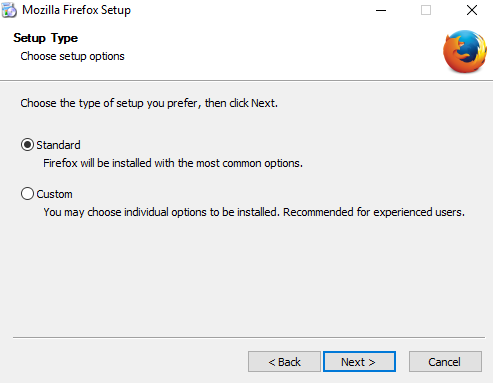 Mozilla Firefox Setup
Setup Type
Choose setup options
Choose the type of setup you prefer, then click Next.
Standard
Firefox will be installed with the most common options.
Custom
You may choose individual options to be installed. Recommended for experienced users.
< Back
Next >
Cancel